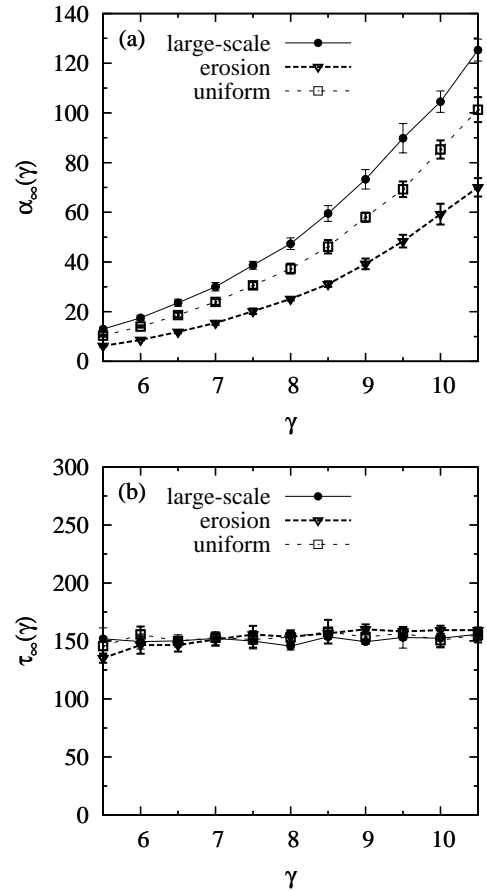 140
(a)
large-scale
120
erosion
100
uniform
80
α∞(γ)
60
40
20
0
6
7
8
9
10
γ
300
(b)
large-scale
250
erosion
uniform
200
τ∞(γ)
150
100
50
0
6
7
8
9
10
γ